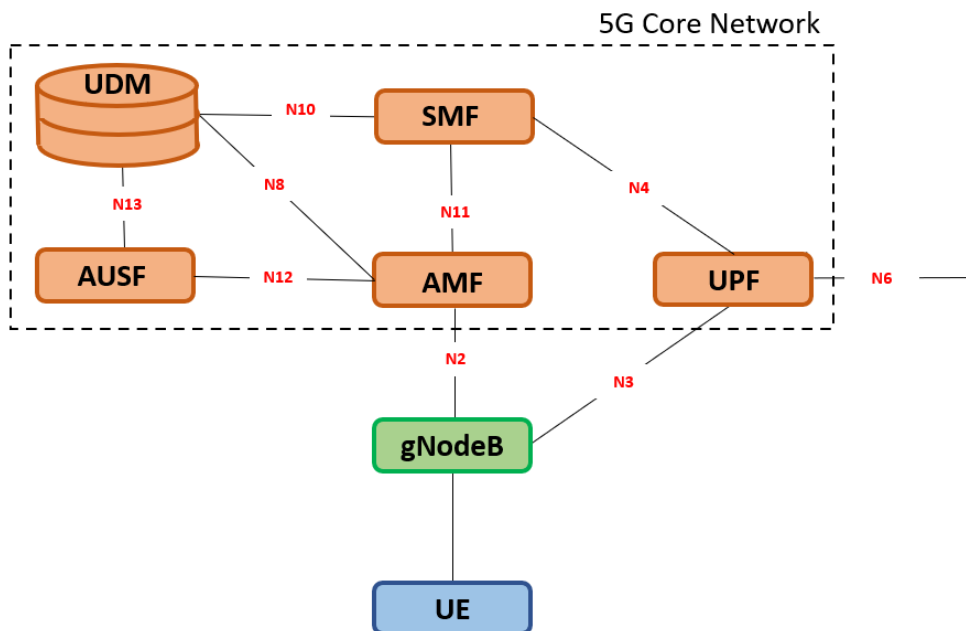 5G Core Network
UDM
N10
SMF
N8
N4
N13
N11
AUSF
N12
AMF
UPF
N6
N2
N3
gNodeB
UE